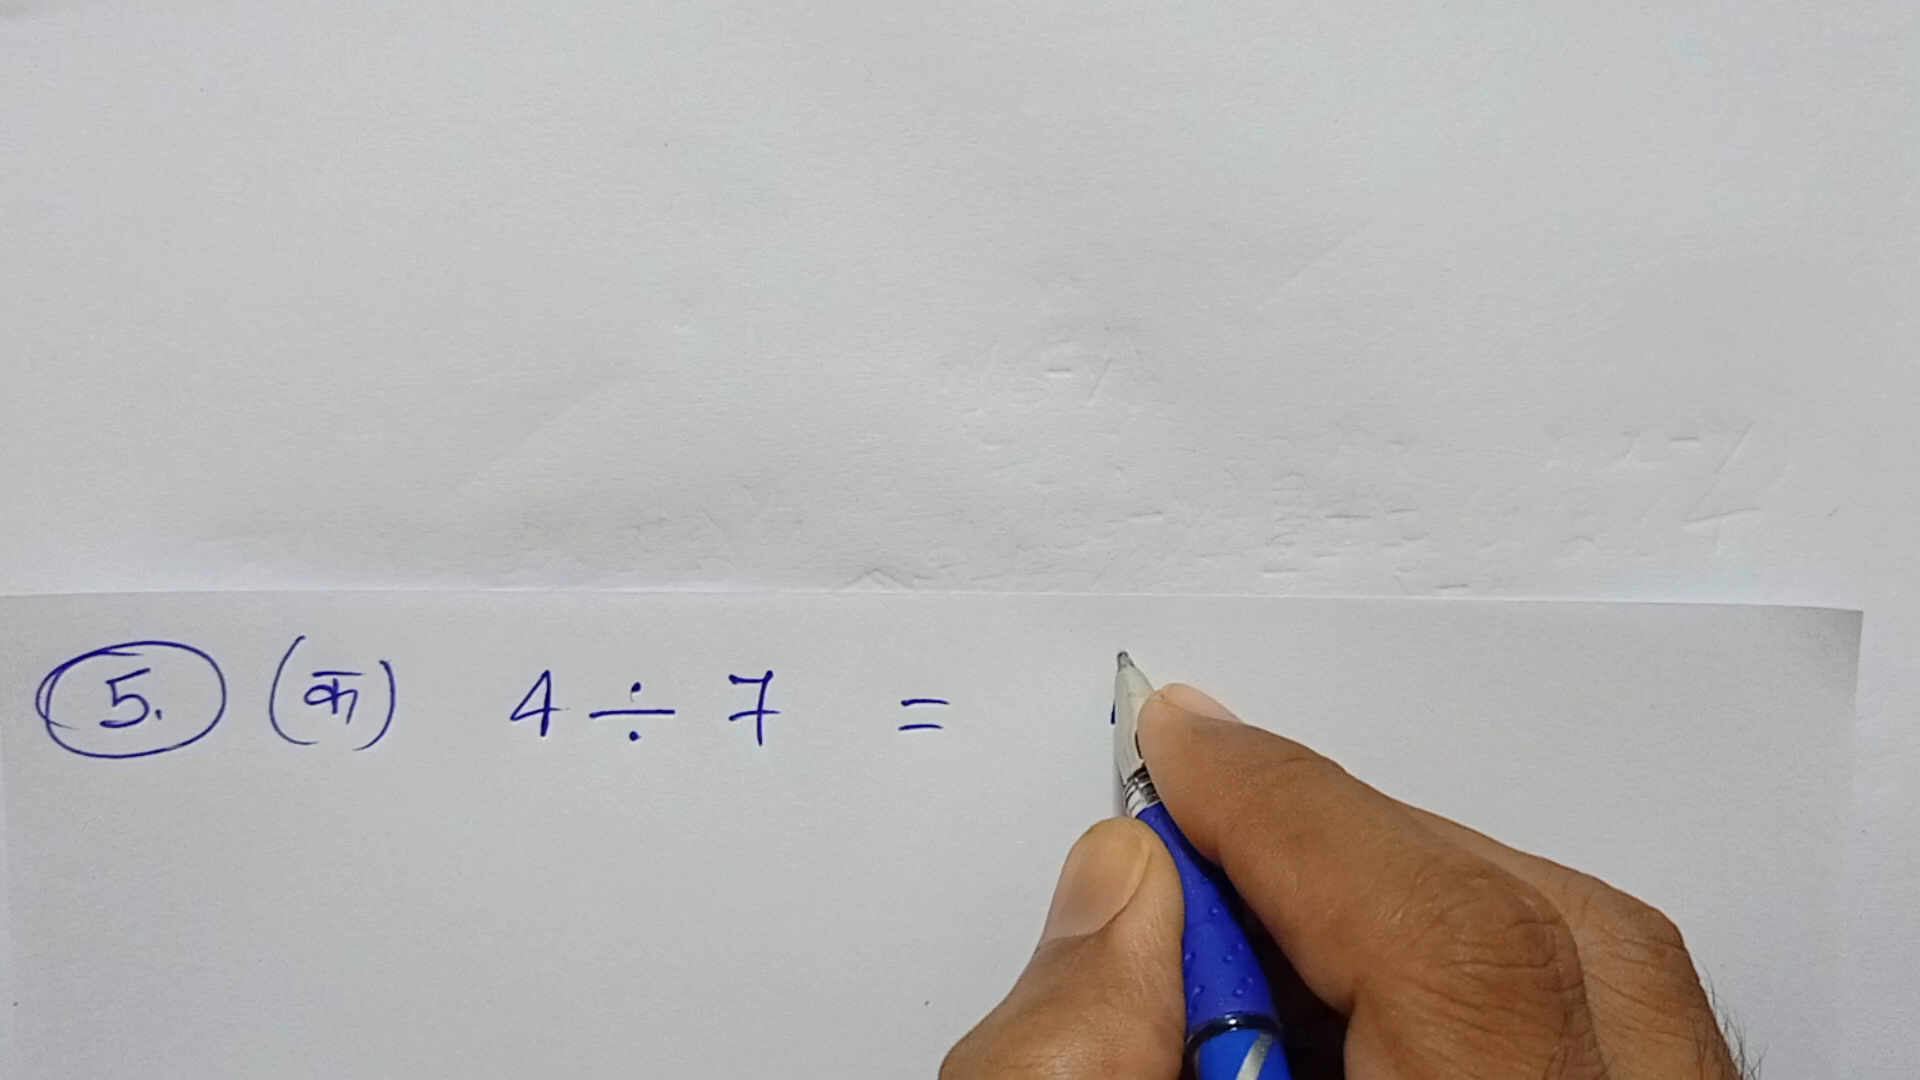 5. (क) 4 ÷ 7 =